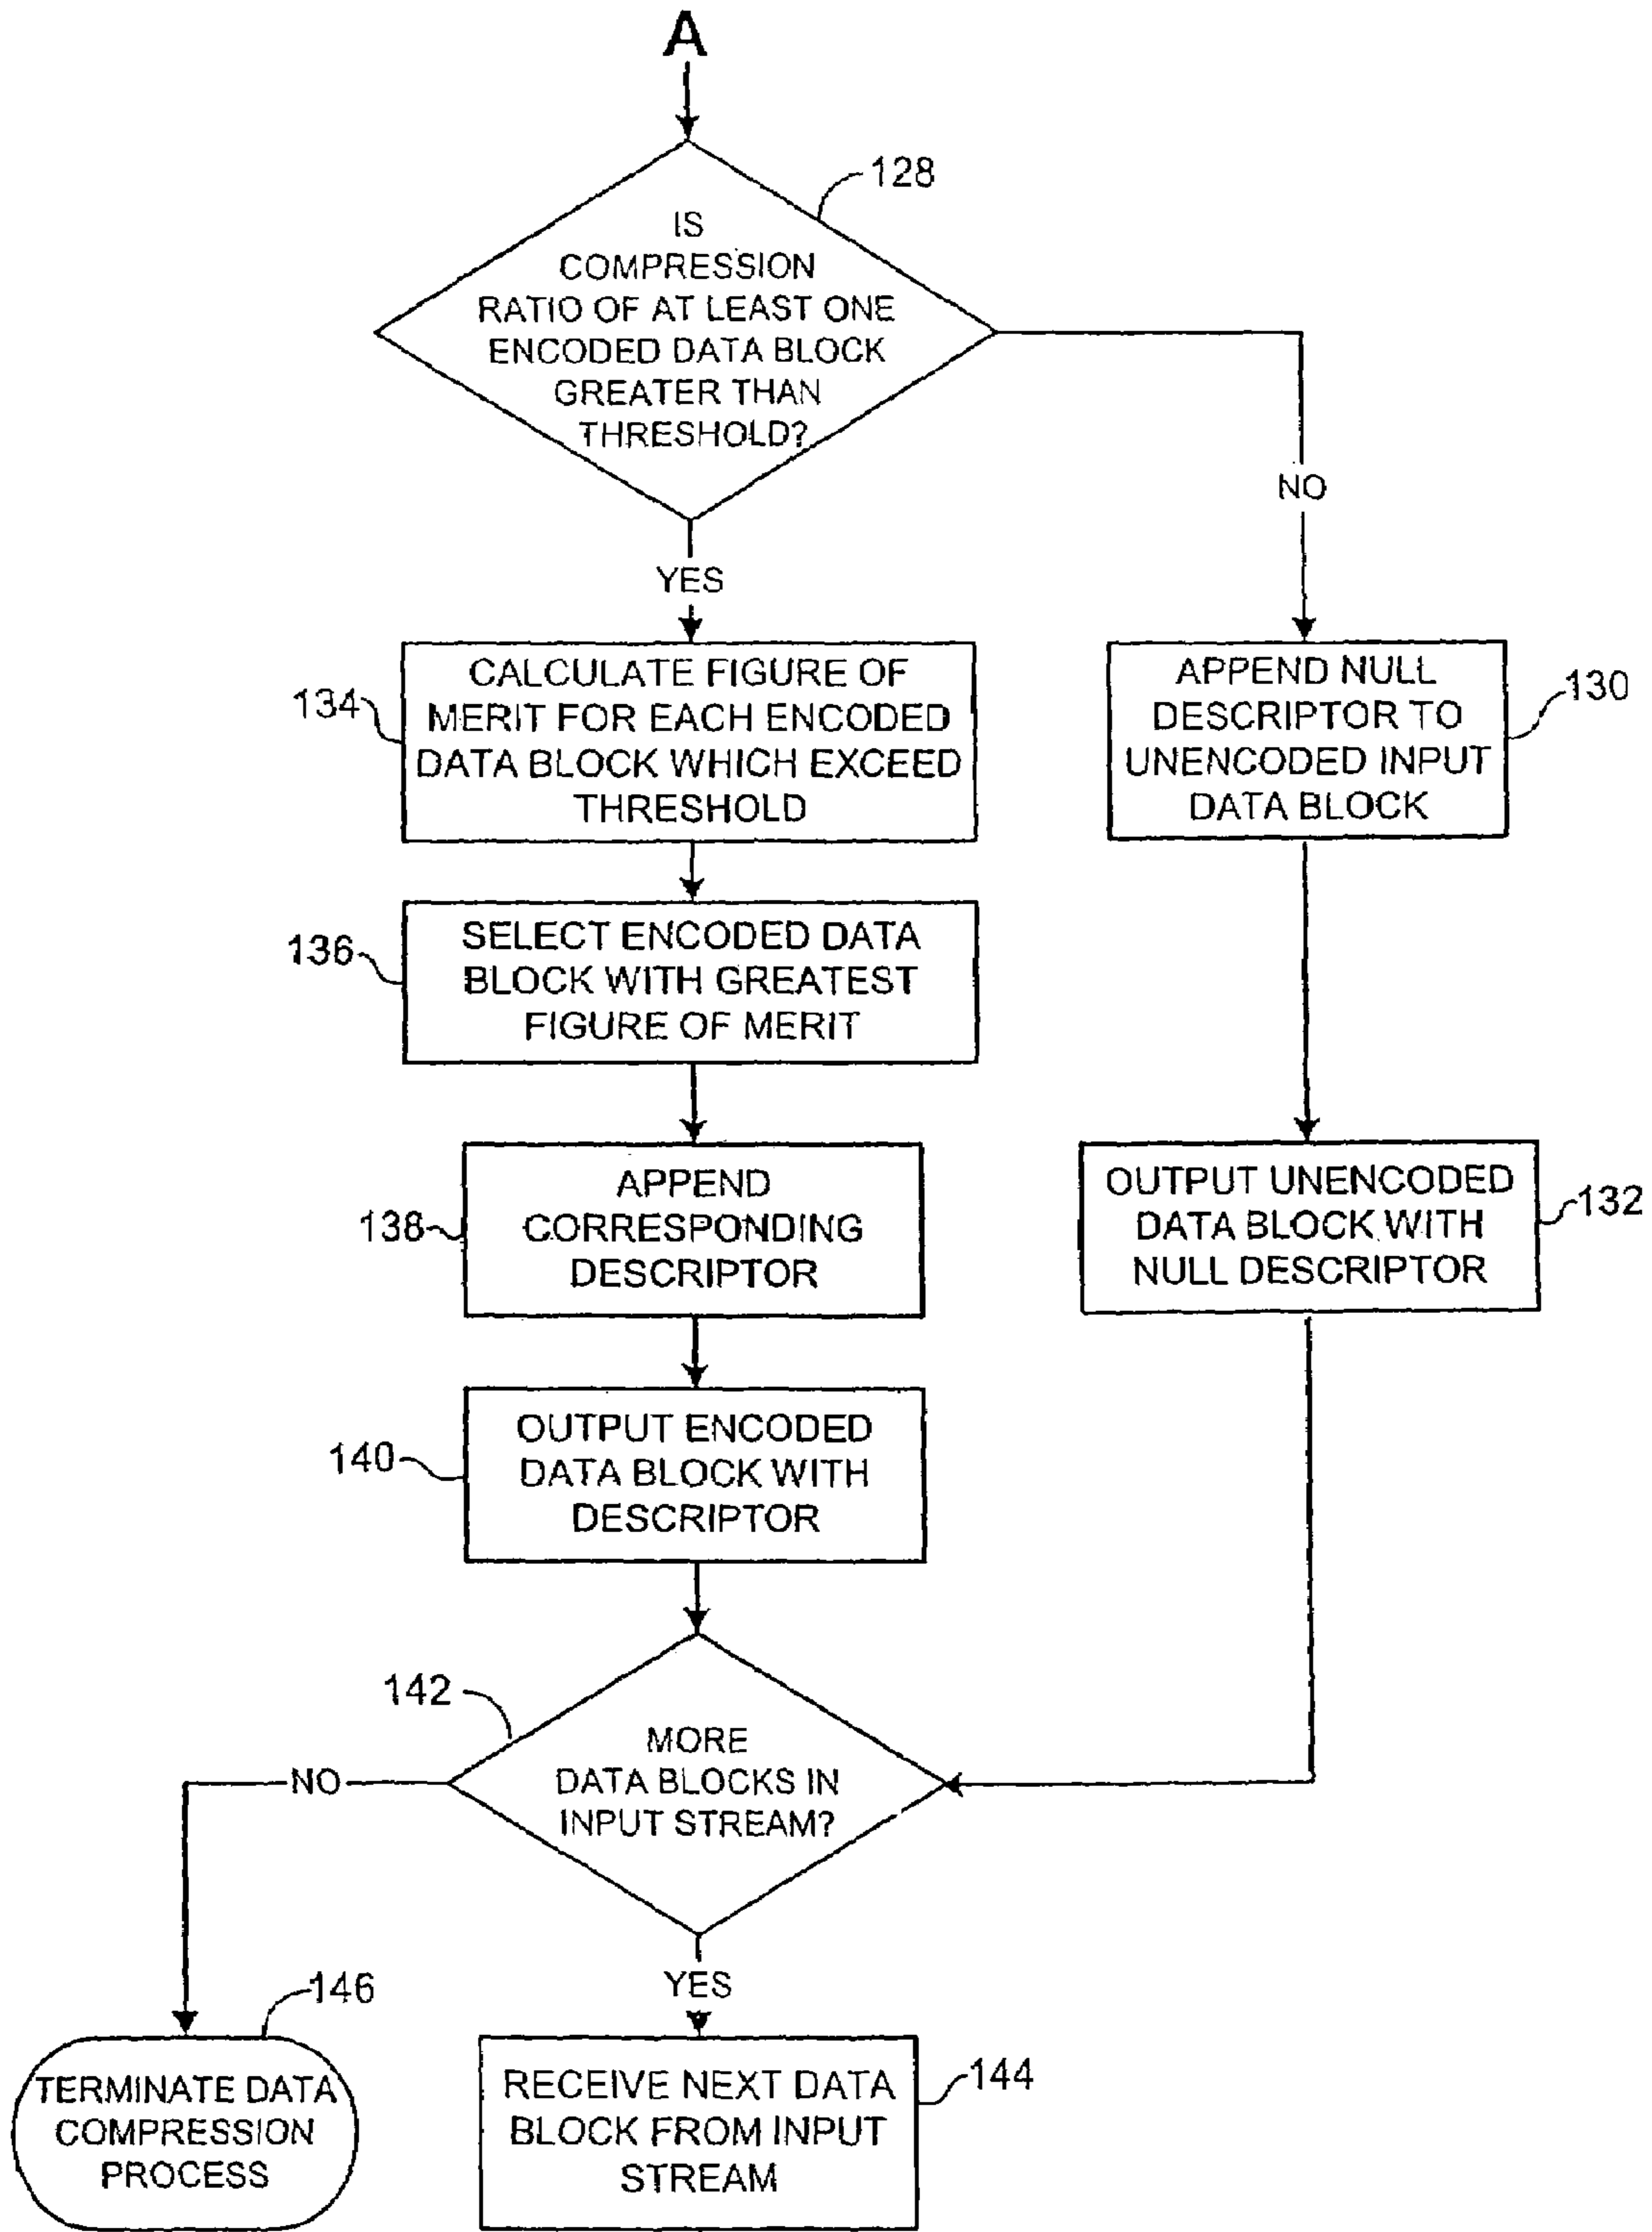 A
128
IS
COMPRESSION
RATIO OF AT LEAST ONE
ENCODED DATA BLOCK
GREATER THAN
THRESHOLD?
NO
YES
134
CALCULATE FIGURE OF
MERIT FOR EACH ENCODED
DATA BLOCK WHICH EXCEED
THRESHOLD
APPEND NULL
DESCRIPTOR TO
UNENCODED INPUT
DATA BLOCK
130
136
SELECT ENCODED DATA
BLOCK WITH GREATEST
FIGURE OF MERIT
138
APPEND
CORRESPONDING
DESCRIPTOR
OUTPUT UNENCODED
DATA BLOCK WITH
NULL DESCRIPTOR
132
140
OUTPUT ENCODED
DATA BLOCK WITH
DESCRIPTOR
142
MORE
DATA BLOCKS IN
INPUT STREAM?
NO
YES
146
TERMINATE DATA
COMPRESSION
PROCESS
RECEIVE NEXT DATA
BLOCK FROM INPUT
STREAM
144